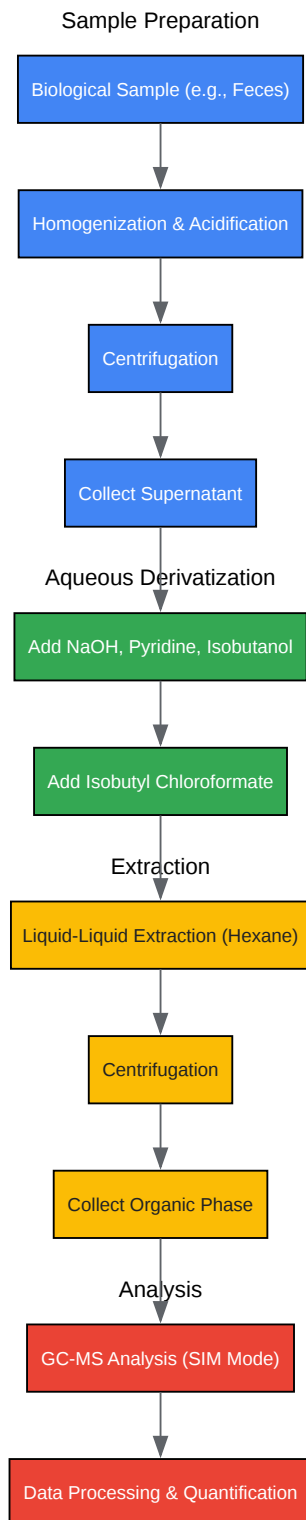 Sample Preparation
Biological Sample (e.g., Feces)
Homogenization & Acidification
Centrifugation
Collect Supernatant
Aqueous Derivatization
Add NaOH, Pyridine, Isobutanol
Add Isobutyl Chloroformate
Extraction
Liquid-Liquid Extraction (Hexane)
Centrifugation
Collect Organic Phase
Analysis
GC-MS Analysis (SIM Mode)
Data Processing & Quantification